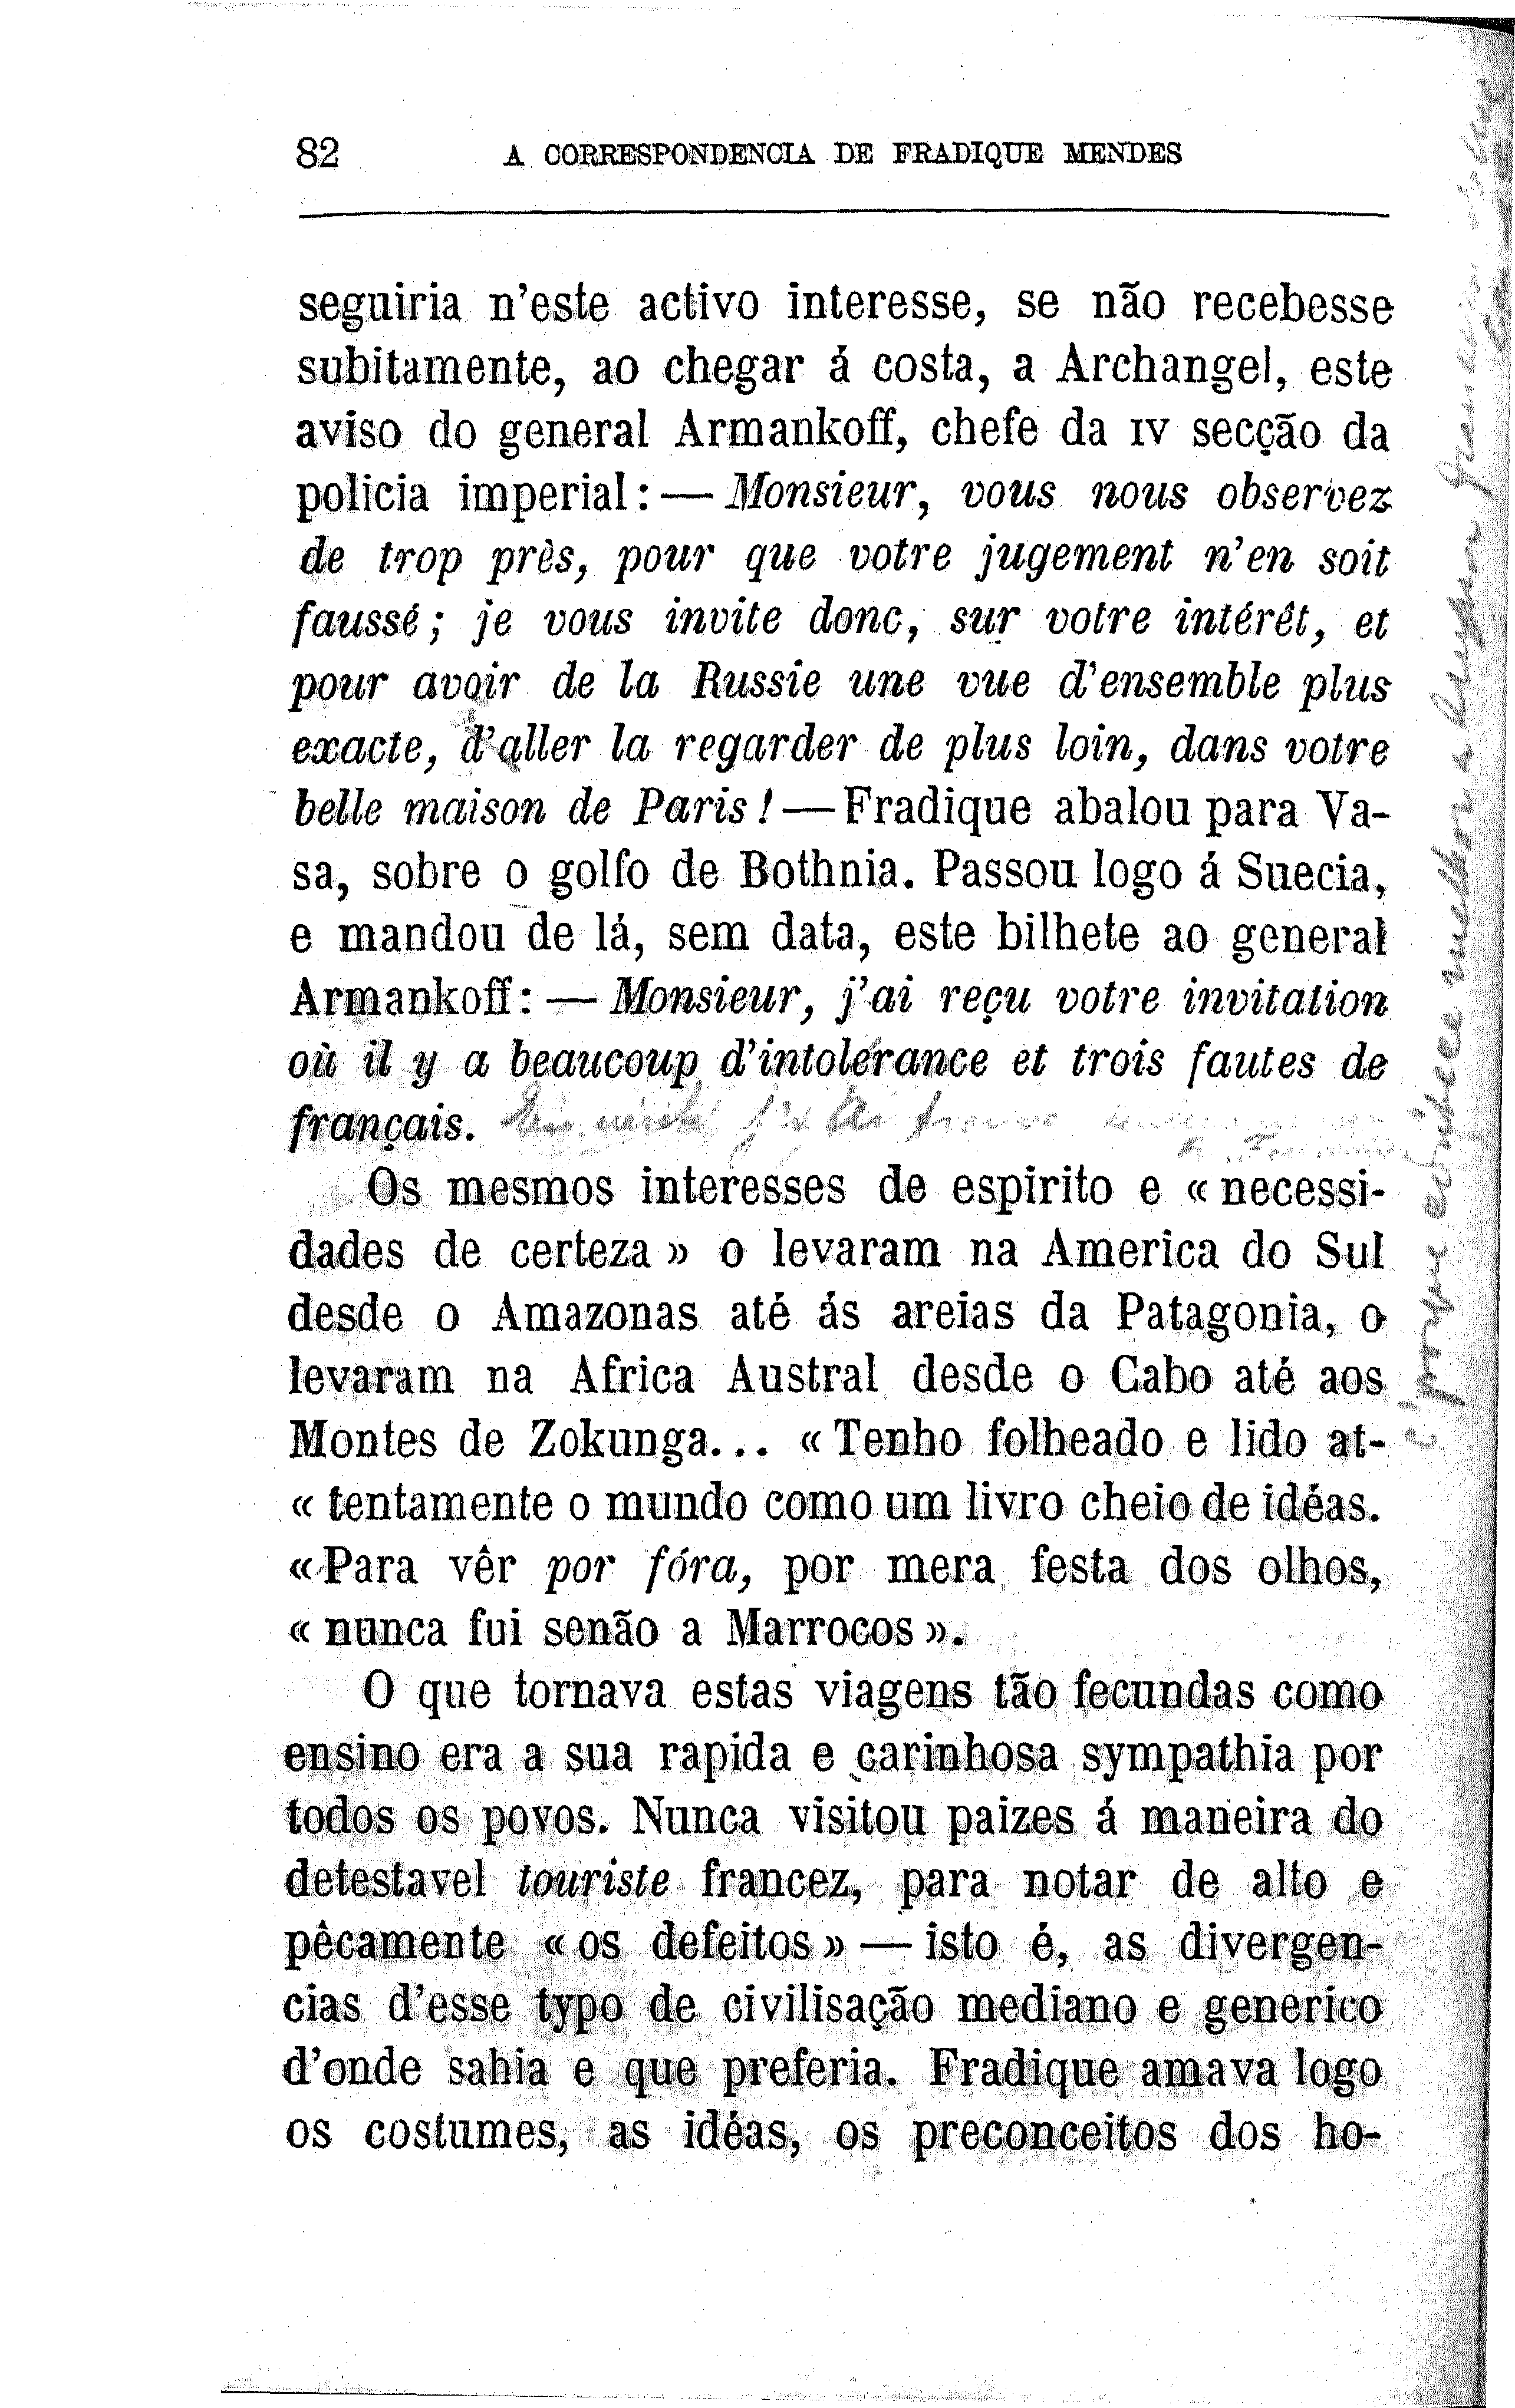 82 A CORRESPONDENCIA DE FRADIQUE MENDES
seguiria n'este activo interesse, se não recebesse
subitamente, ao chegar á costa, a Archangel, este
aviso do general Armankoff, chefe da IV secção da
policia imperial: — Monsieur, vous nous observez
de trop près, pour que votre jugement n'en soit
faussé; je vous invite donc, sur votre intérêt, et
pour avoir de la Russie une vue d'ensemble plus
exacte, d'aller la regarder de plus loin, dans votre
belle maison de Paris! — Fradique abalou para Va-
sa, sobre o golfo de Bothnia. Passou logo á Suecia,
e mandou de lá, sem data, este bilhete ao general
Armankoff: — Monsieur, j'ai reçu votre invitation
où il y a beaucoup d'intolérance et trois fautes de
français.
Os mesmos interesses de espirito e « necessi-
dades de certeza » o levaram na America do Sul
desde o Amazonas até ás areias da Patagonia, o
levaram na Africa Austral desde o Cabo até aos
Montes de Zokunga... « Tenho folheado e lido at-
« tentamente o mundo como um livro cheio de idéas.
«Para vêr por fóra, por mera festa dos olhos,
« nunca fui senão a Marrocos ».
O que tornava estas viagens tão fecundas como
ensino era a sua rapida e carinhosa sympathia por
todos os povos. Nunca visitou paizes á maneira do
detestavel touriste francez, para notar de alto e
pêcamente « os defeitos » — isto é, as divergen-
cias d'esse typo de civilisação mediano e generico
d'onde sahia e que preferia. Fradique amava logo
os costumes, as idéas, os preconceitos dos ho-